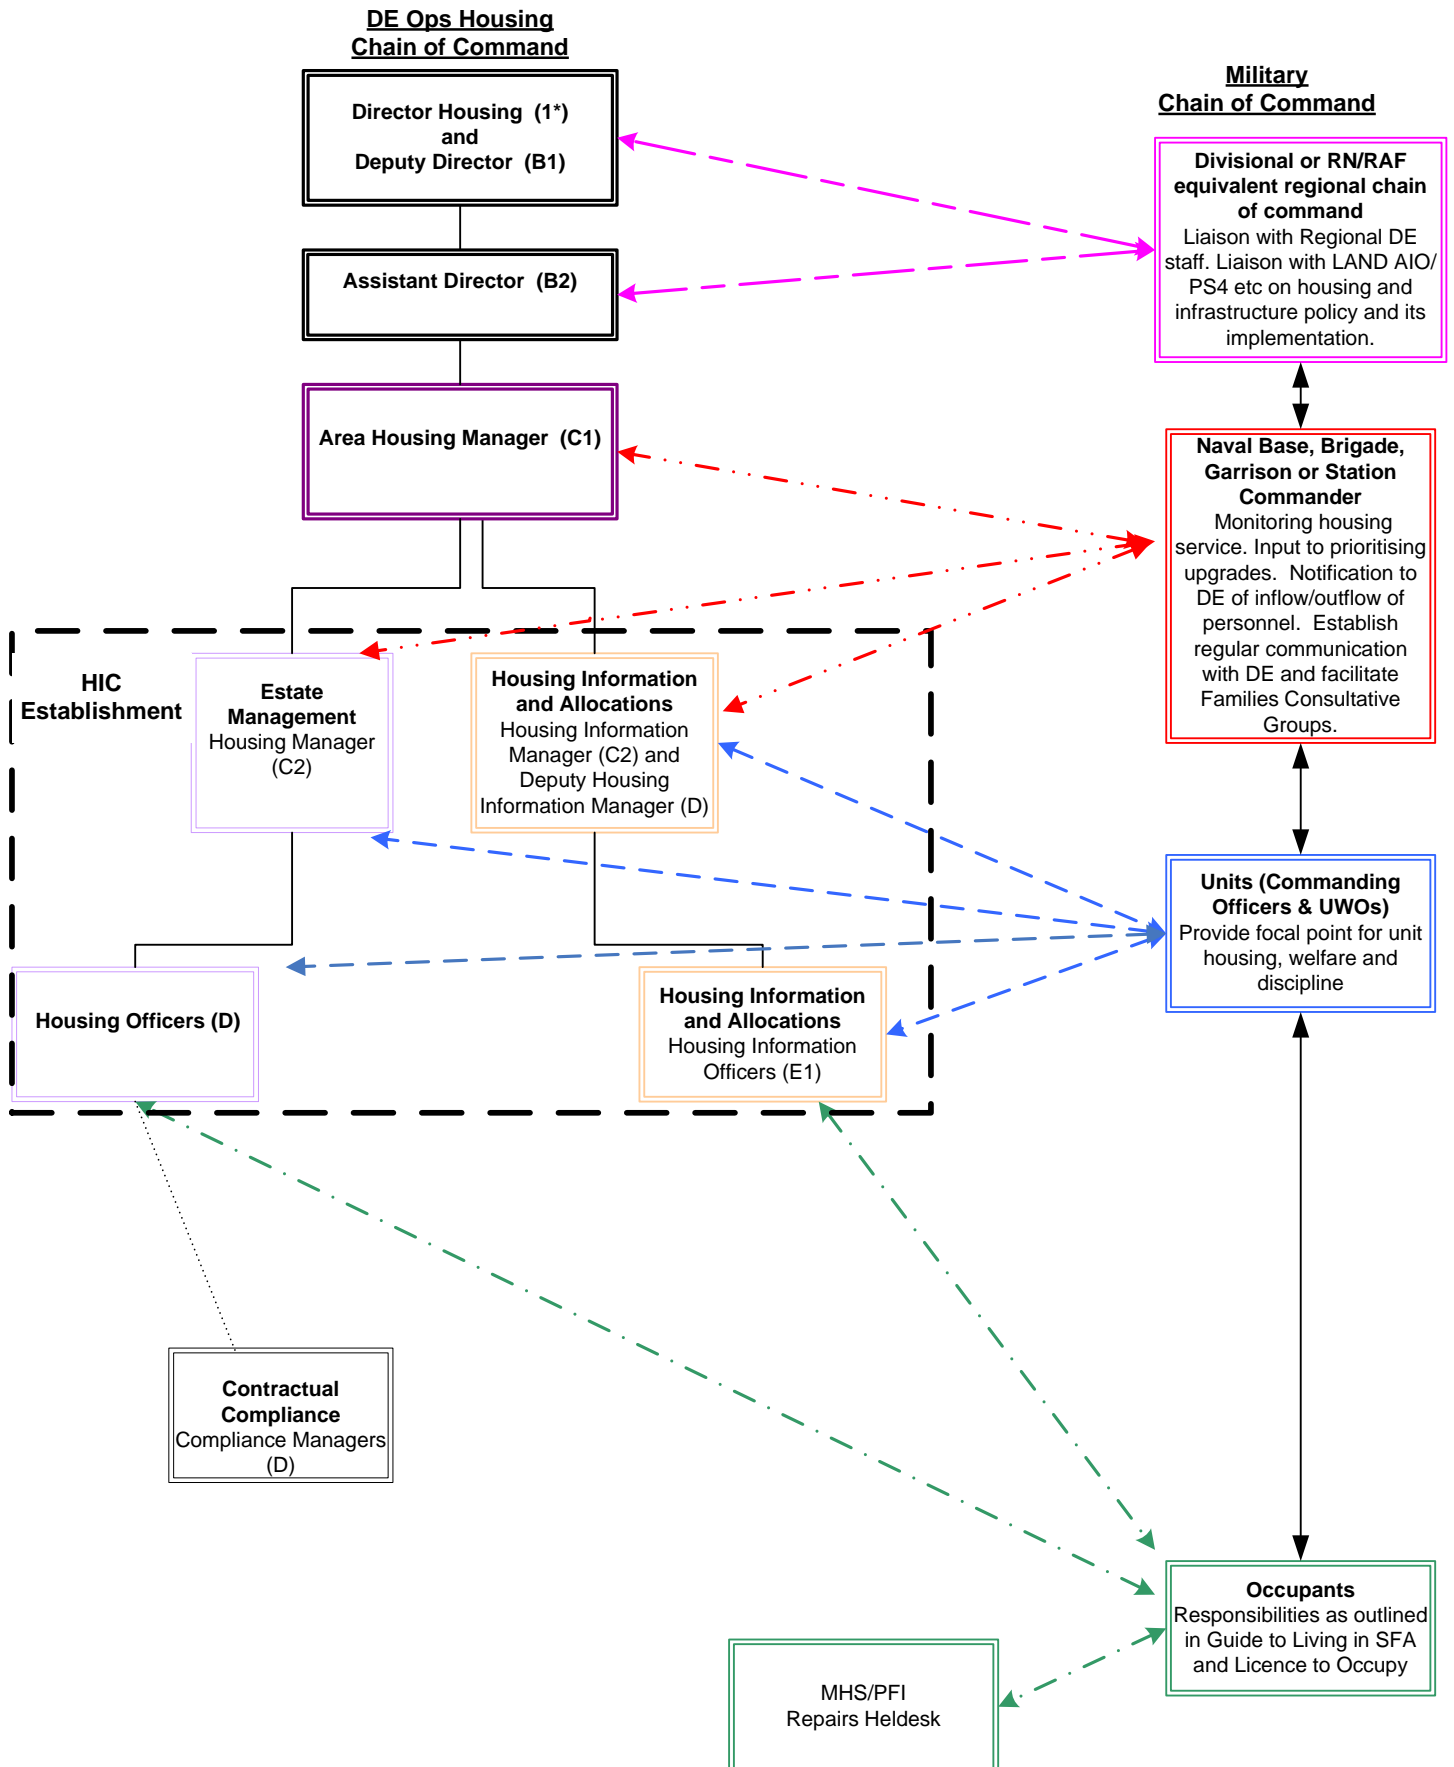 DE Ops Housing
Chain of Command
Director Housing (1*)
and
Deputy Director (B1)
Assistant Director (B2)
Area Housing Manager (C1)
HIC
Establishment
Estate
Management
Housing Manager
(C2)
Housing Information
and Allocations
Housing Information
Manager (C2) and
Deputy Housing
Information Manager (D)
Housing Officers (D)
Housing Information
and Allocations
Housing Information
Officers (E1)
Contractual
Compliance
Compliance Managers
(D)
MHS/PFI
Repairs Heldesk
Military
Chain of Command
Divisional or RN/RAF
equivalent regional chain
of command
Liaison with Regional DE
staff. Liaison with LAND AIO/
PS4 etc on housing and
infrastructure policy and its
implementation.
Naval Base, Brigade,
Garrison or Station
Commander
Monitoring housing
service. Input to prioritising
upgrades. Notification to
DE of inflow/outflow of
personnel. Establish
regular communication
with DE and facilitate
Families Consultative
Groups.
Units (Commanding
Officers & UWOs)
Provide focal point for unit
housing, welfare and
discipline
Occupants
Responsibilities as outlined
in Guide to Living in SFA
and Licence to Occupy